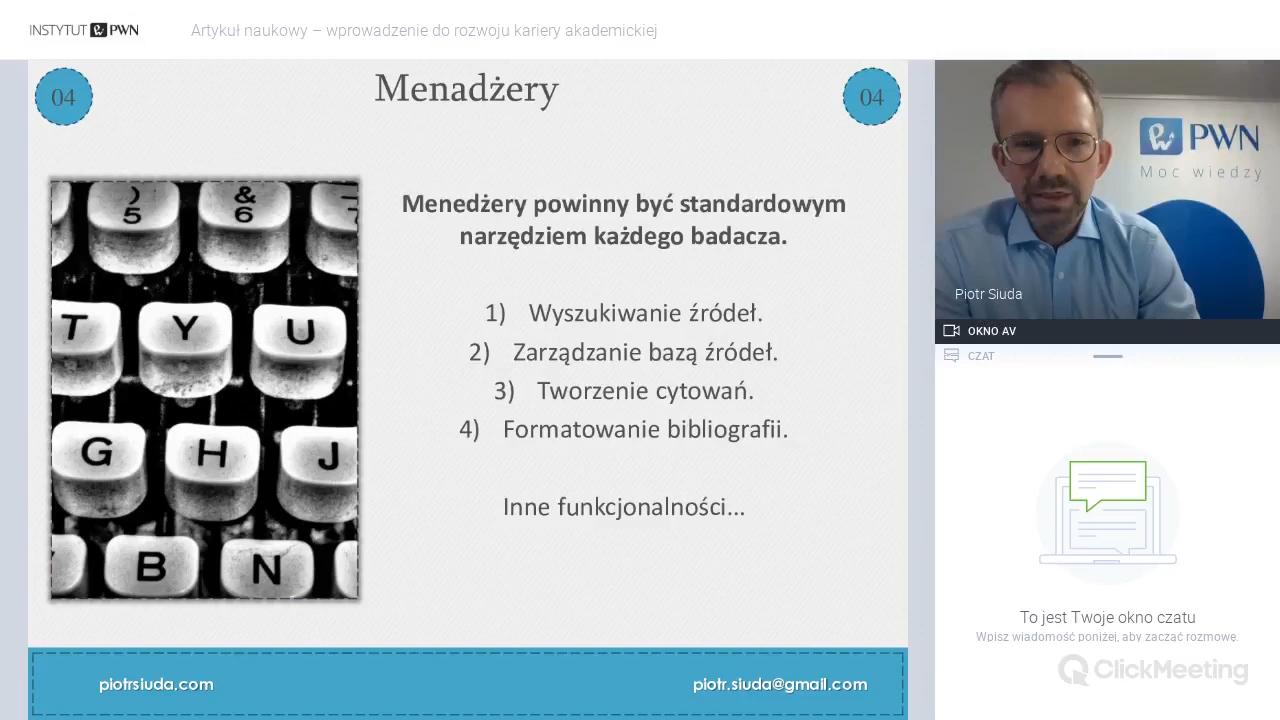 INSTYTUT PWN
Artykuł naukowy – wprowadzenie do rozwoju kariery akademickiej
04
Menadżery
04
Menedżery powinny być standardowym
narzędziem każdego badacza.
1) Wyszukiwanie źródeł.
2) Zarządzanie bazą źródeł.
3) Tworzenie cytowań.
4) Formatowanie bibliografii.
Inne funkcjonalności...
) 5
& 6
T Y U
G H J
B N
piotrsiuda.com
piotr.siuda@gmail.com
PWN
Moc wiedzy
Piotr Siuda
OKNO AV
CZAT
To jest Twoje okno czatu
Wpisz wiadomość poniżej, aby zacząć rozmowę.
ClickMeeting